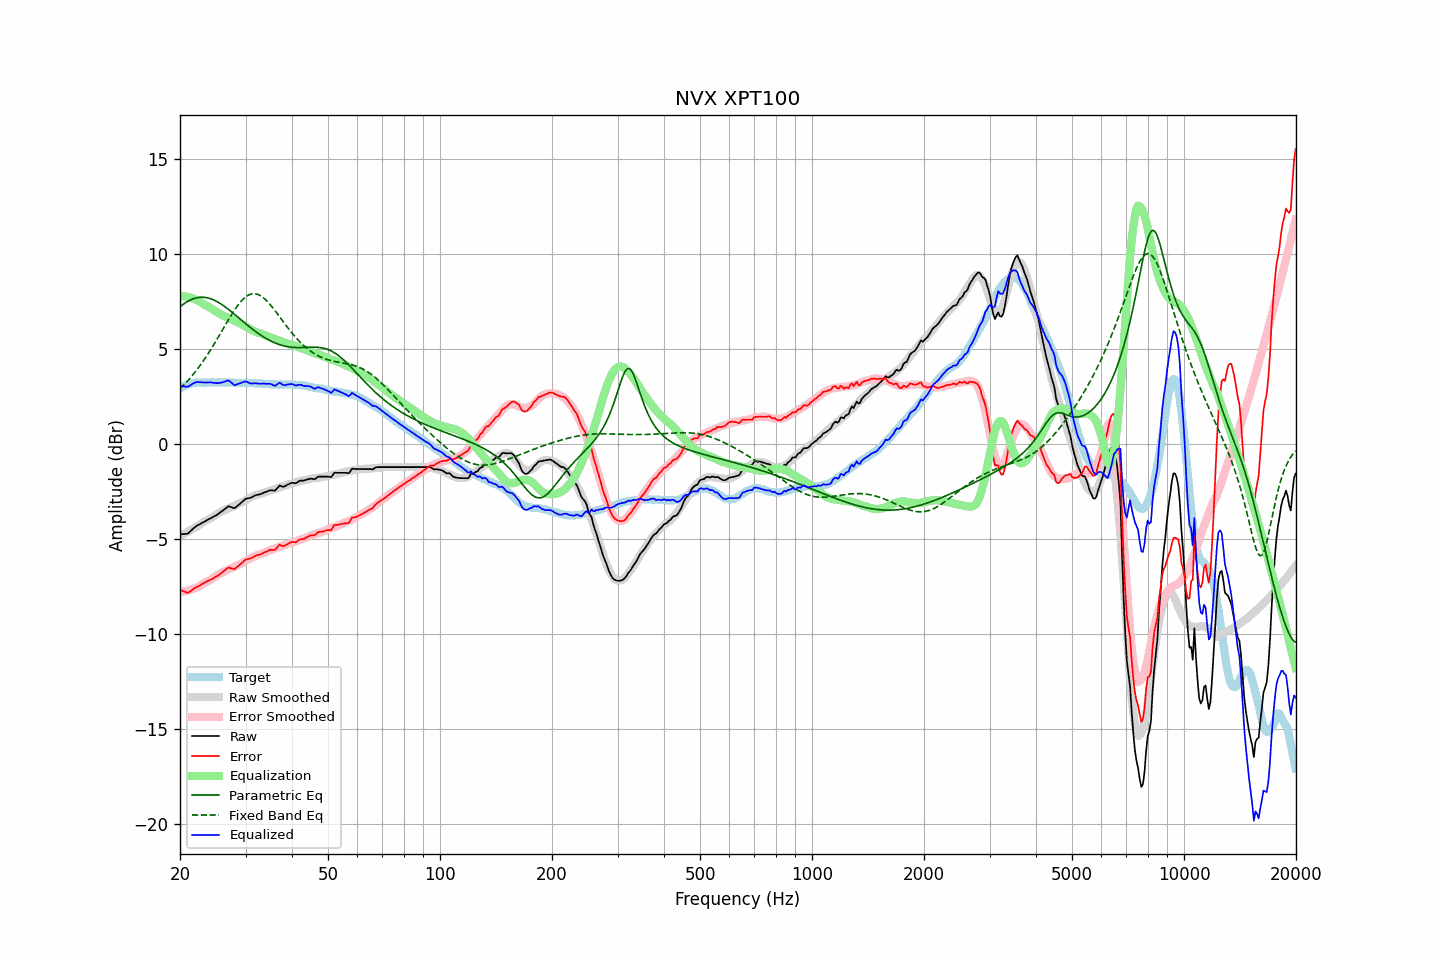 NVX XPT100
15
10
5
0
−5
−10
−15
−20
Amplitude (dBr)
Target
Raw Smoothed
Error Smoothed
Raw
Error
Equalization
Parametric Eq
Fixed Band Eq
Equalized
20 50 100 200 500 1000 2000 5000 10000 20000
Frequency (Hz)